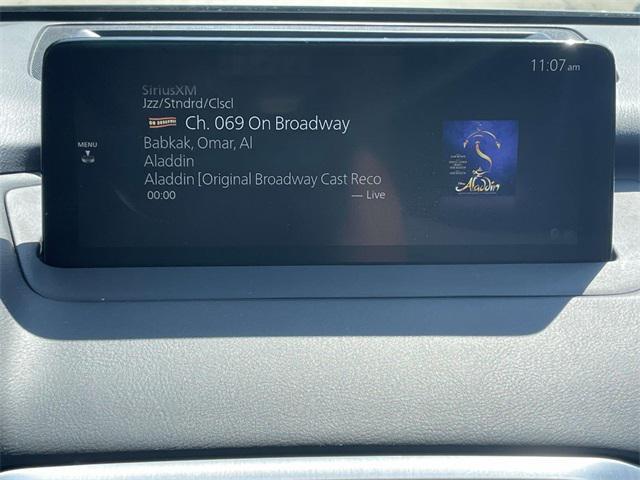 11:07 am
SiriusXM
Jzz/Stndrd/Clscl
Ch. 069 On Broadway
MENU
Babkak, Omar, Al
Aladdin
Aladdin [Original Broadway Cast Reco
00:00
— Live
Aladdin